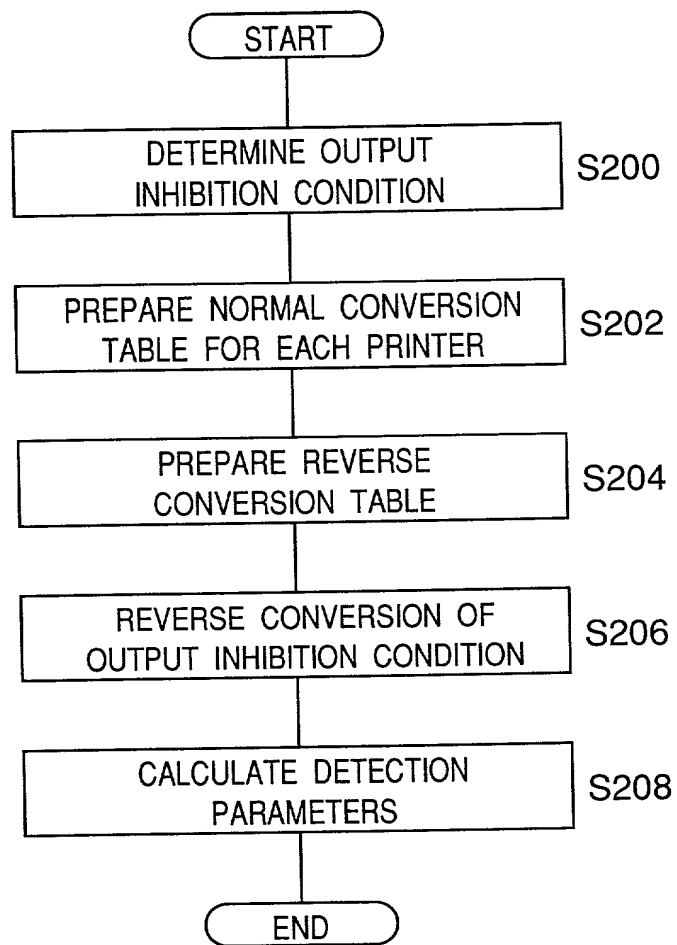 START
DETERMINE OUTPUT
INHIBITION CONDITION
S200
PREPARE NORMAL CONVERSION
TABLE FOR EACH PRINTER
S202
PREPARE REVERSE
CONVERSION TABLE
S204
REVERSE CONVERSION OF
OUTPUT INHIBITION CONDITION
S206
CALCULATE DETECTION
PARAMETERS
S208
END